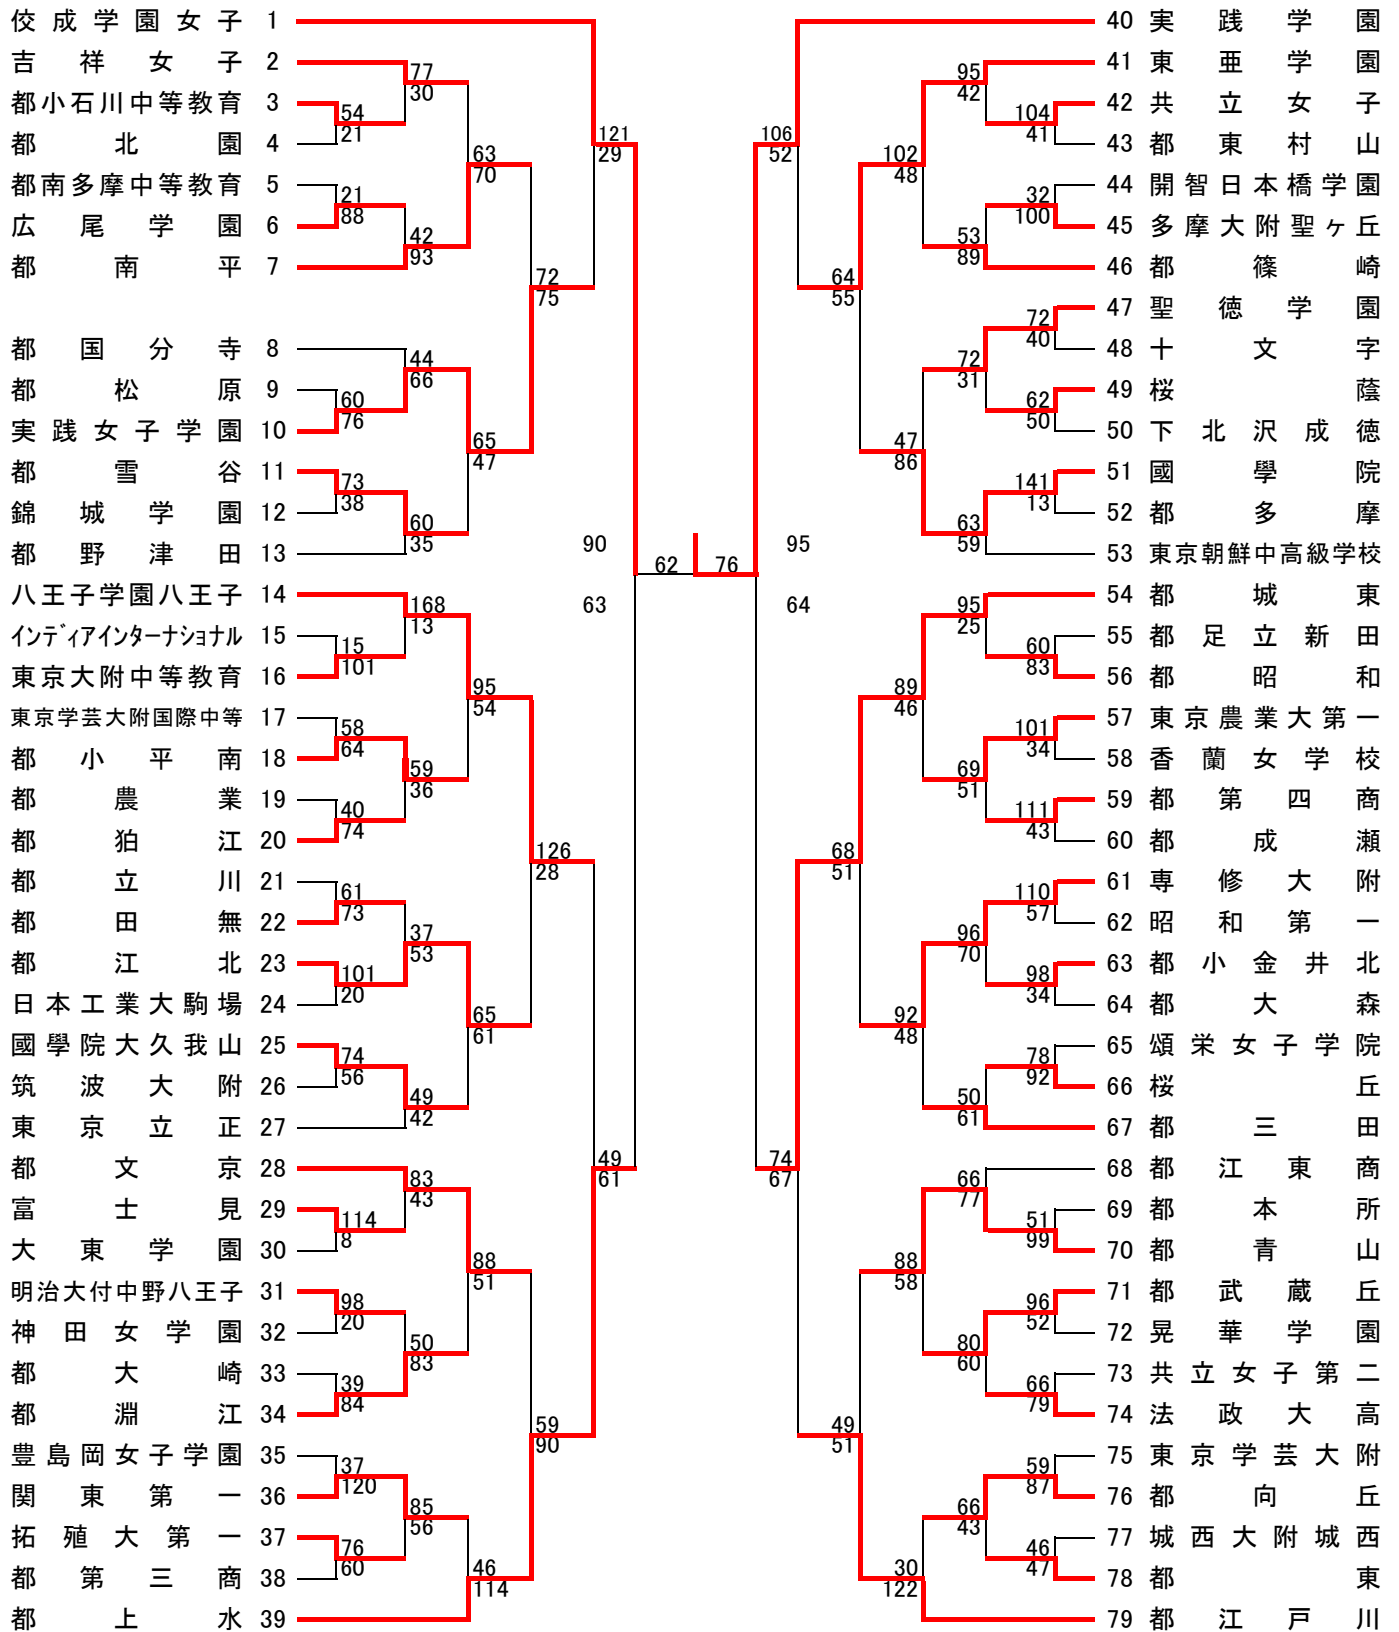 佼成学園女子 1
吉祥女子 2
都小石川中等教育 3
都北園 4
都南多摩中等教育 5
広尾学園 6
都南平 7
都国分寺 8
都松原 9
実践女子学園 10
都雪谷 11
錦城学園 12
都野津田 13
八王子学園八王子 14
インディアインターナショナル 15
東京大附中等教育 16
東京学芸大附国際中等 17
都小平南 18
都農業 19
都狛江 20
都立川 21
都田無 22
都江北 23
日本工業大駒場 24
國學院大久我山 25
筑波大附 26
東京立正 27
都文京 28
富士見 29
大東学園 30
明治大付中野八王子 31
神田女学園 32
都大崎 33
都淵江 34
豊島岡女子学園 35
関東第一 36
拓殖大第一 37
都第三商 38
都上水 39
77
30
54
21
21
88
42
93
63
70
44
66
60
76
73
38
60
35
65
47
72
75
121
29
168
13
15
101
58
64
59
36
40
74
95
54
61
73
37
53
101
20
74
56
49
42
65
61
126
28
83
43
114
8
98
20
50
83
39
84
88
51
37
120
85
56
76
60
46
114
59
90
49
61
90
63
62
76
95
64
106
52
74
67
64
55
68
51
49
51
102
48
47
86
89
46
92
48
88
58
30
122
95
42
53
89
72
31
63
59
95
25
69
51
96
70
50
61
66
77
80
60
66
43
104
41
32
100
72
40
62
50
141
13
60
83
101
34
111
43
110
57
98
34
78
92
51
99
96
52
66
79
59
87
46
47
40 実践学園
41 東亜学園
42 共立女子
43 都東村山
44 開智日本橋学園
45 多摩大附聖ヶ丘
46 都篠崎
47 聖徳学園
48 十文字
49 桜蔭
50 下北沢成徳
51 國學院
52 都多摩
53 東京朝鮮中高級学校
54 都城東
55 都足立新田
56 都昭和
57 東京農業大第一
58 香蘭女学校
59 都第四商
60 都成瀬
61 専修大附
62 昭和第一
63 都小金井北
64 都大森
65 頌栄女子学院
66 桜丘
67 都三田
68 都江東商
69 都本所
70 都青山
71 都武蔵丘
72 晃華学園
73 共立女子第二
74 法政大高
75 東京学芸大附
76 都向丘
77 城西大附城西
78 都東
79 都江戸川